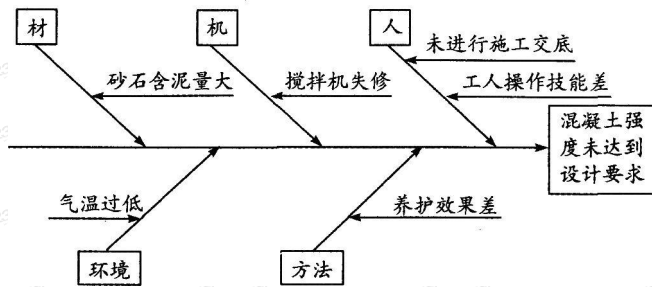 材
机
人
未进行施工交底
砂石含泥量大
搅拌机失修
工人操作技能差
混凝土强
度未达到
设计要求
气温过低
养护效果差
环境
方法